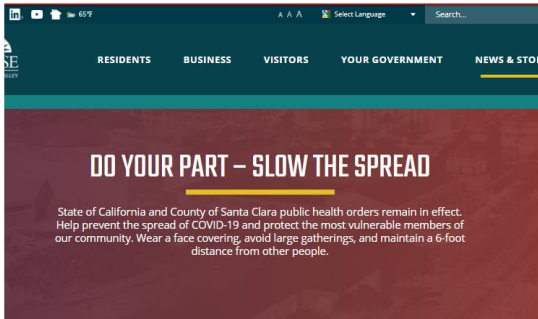 in
65°F
A A A
Select Language
Search...
SE
VALLEY
RESIDENTS
BUSINESS
VISITORS
YOUR GOVERNMENT
NEWS & STO
DO YOUR PART – SLOW THE SPREAD
State of California and County of Santa Clara public health orders remain in effect.
Help prevent the spread of COVID-19 and protect the most vulnerable members of
our community. Wear a face covering, avoid large gatherings, and maintain a 6-foot
distance from other people.